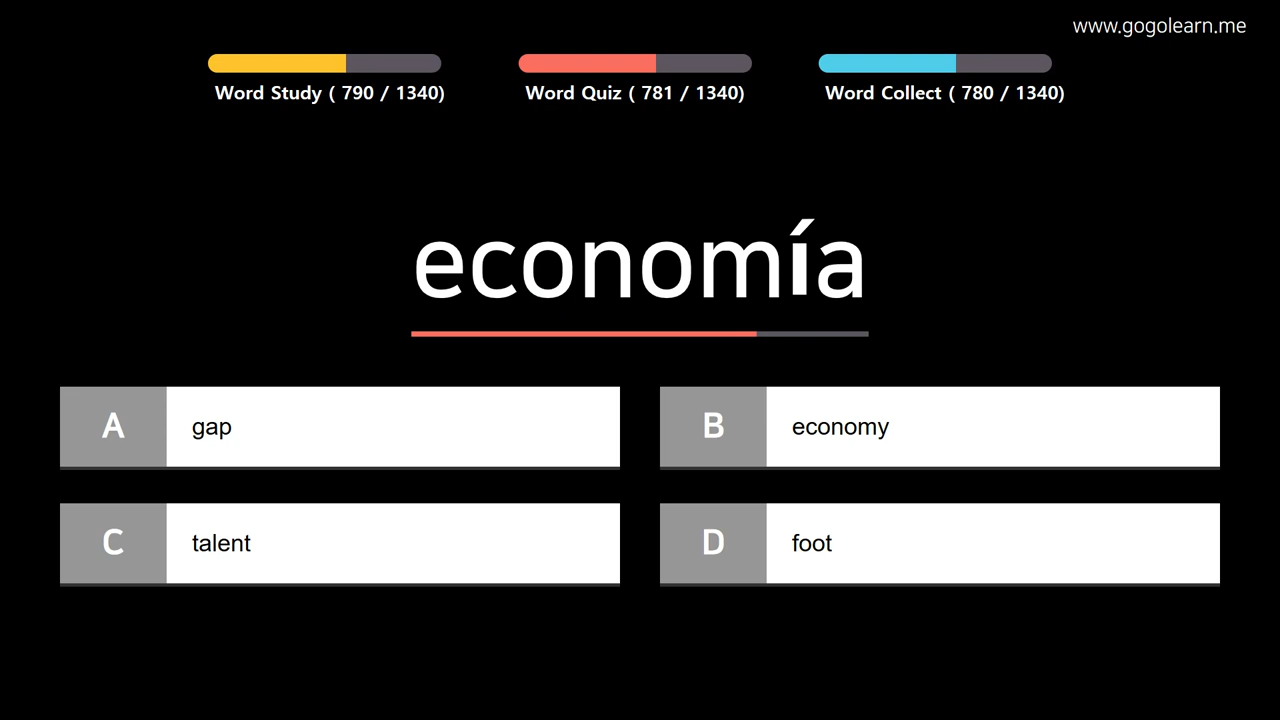 www.gogolearn.me
Word Study ( 790 / 1340)
Word Quiz ( 781 / 1340)
Word Collect ( 780 / 1340)
economía
A gap
B economy
C talent
D foot